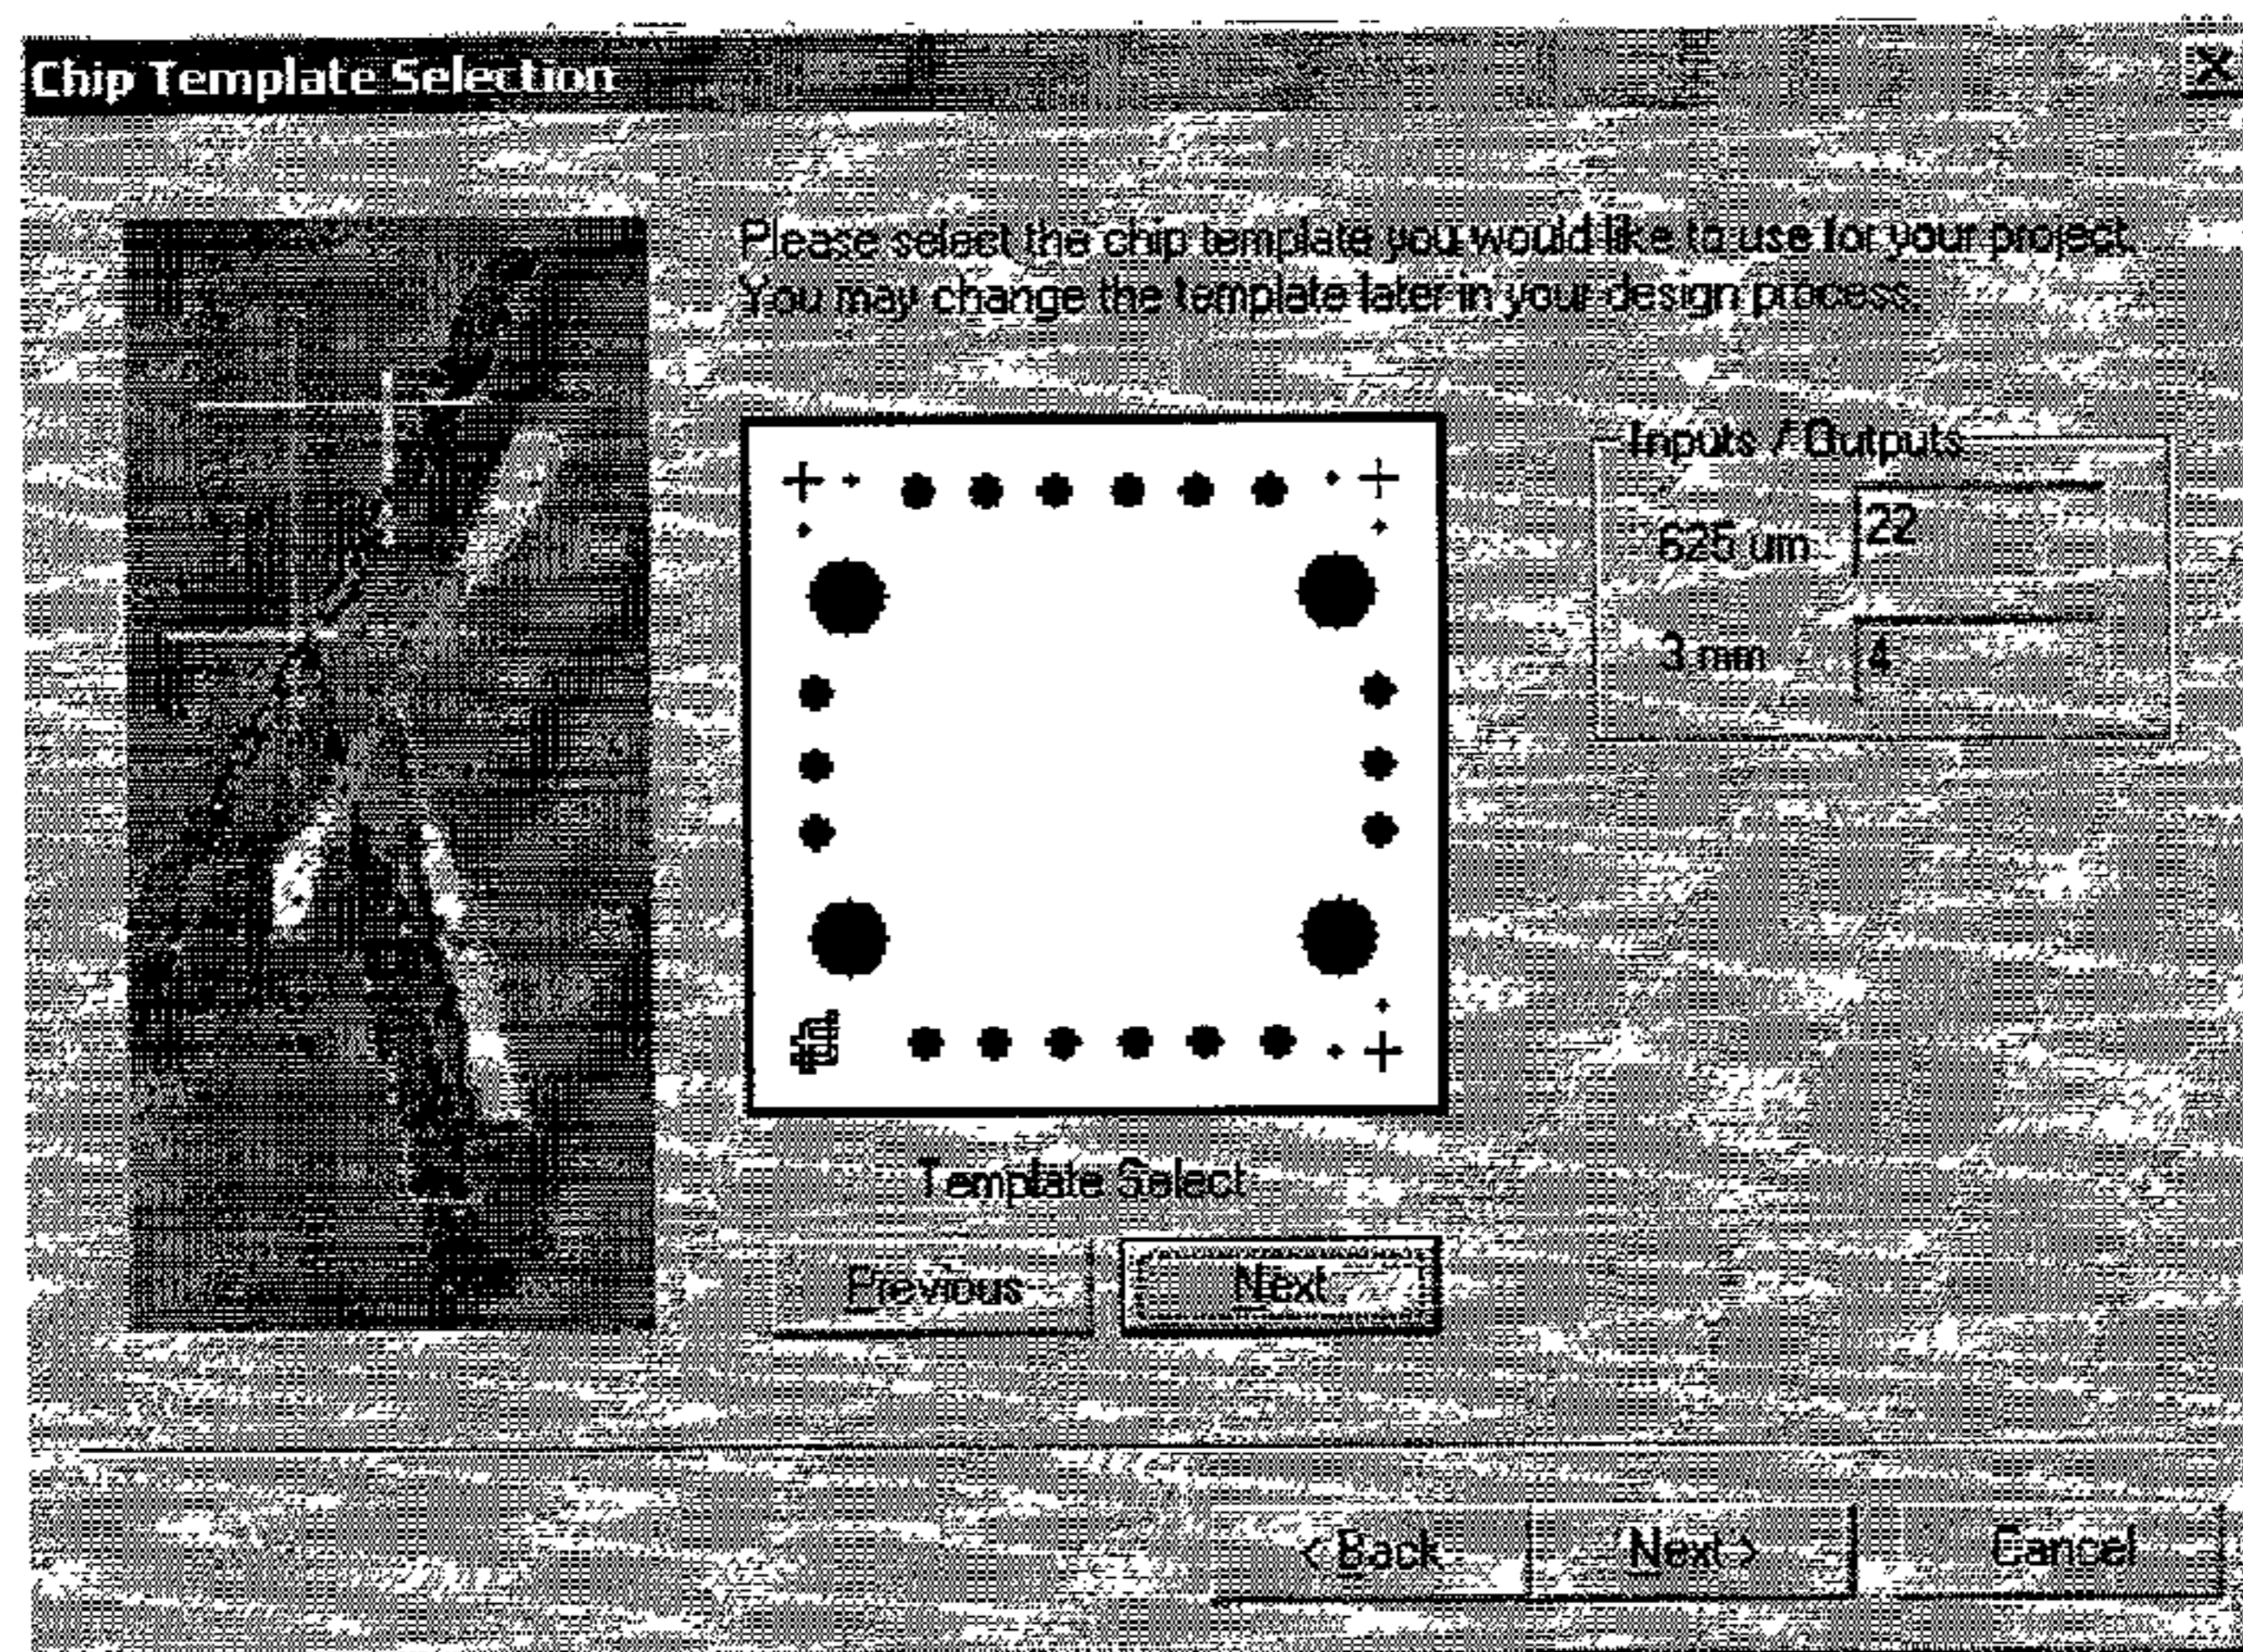 Chip Template Selection
Please select the chip template you would like to use for your project.
You may change the template later in your design process.
Inputs / Outputs
625 um 22
3 mm 4
Template Select
Previous Next
< Back Next > Cancel